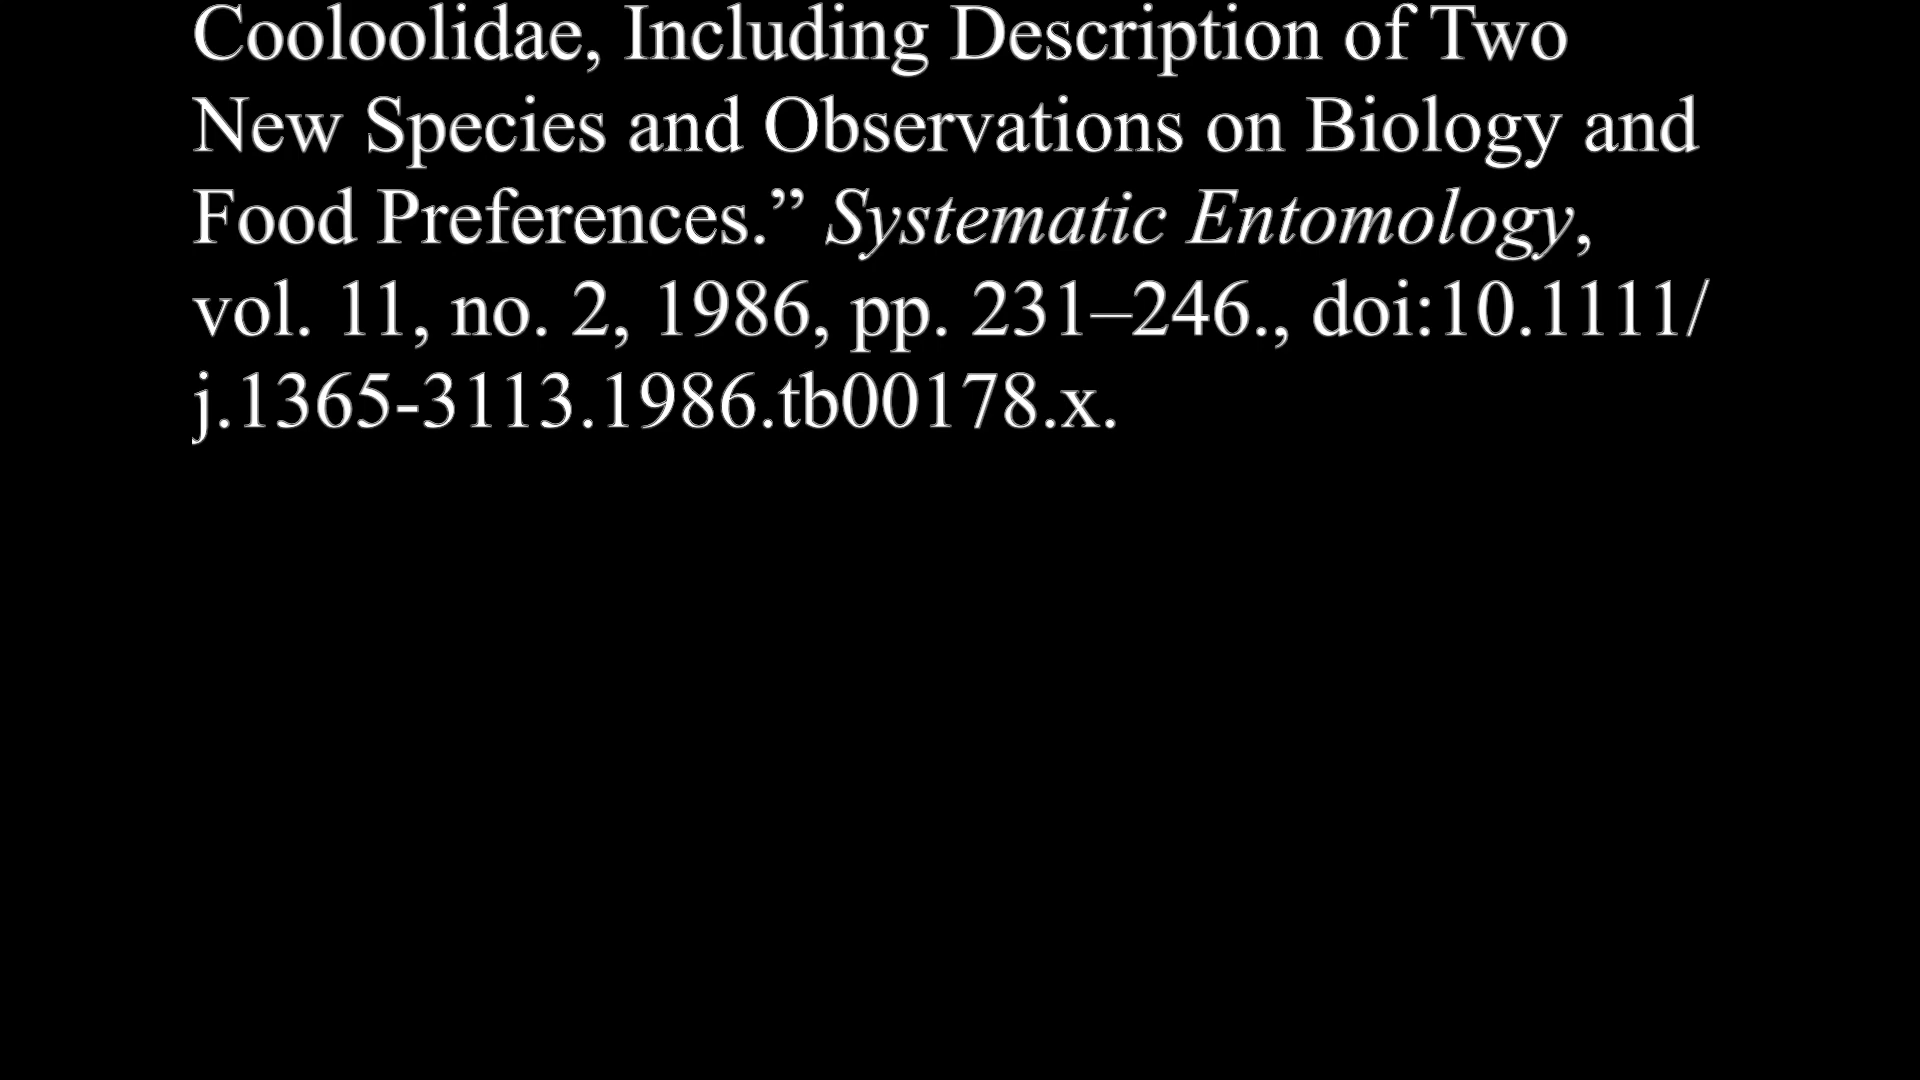 Cooloolidae, Including Description of Two
New Species and Observations on Biology and
Food Preferences.” Systematic Entomology,
vol. 11, no. 2, 1986, pp. 231–246., doi:10.1111/
j.1365-3113.1986.tb00178.x.